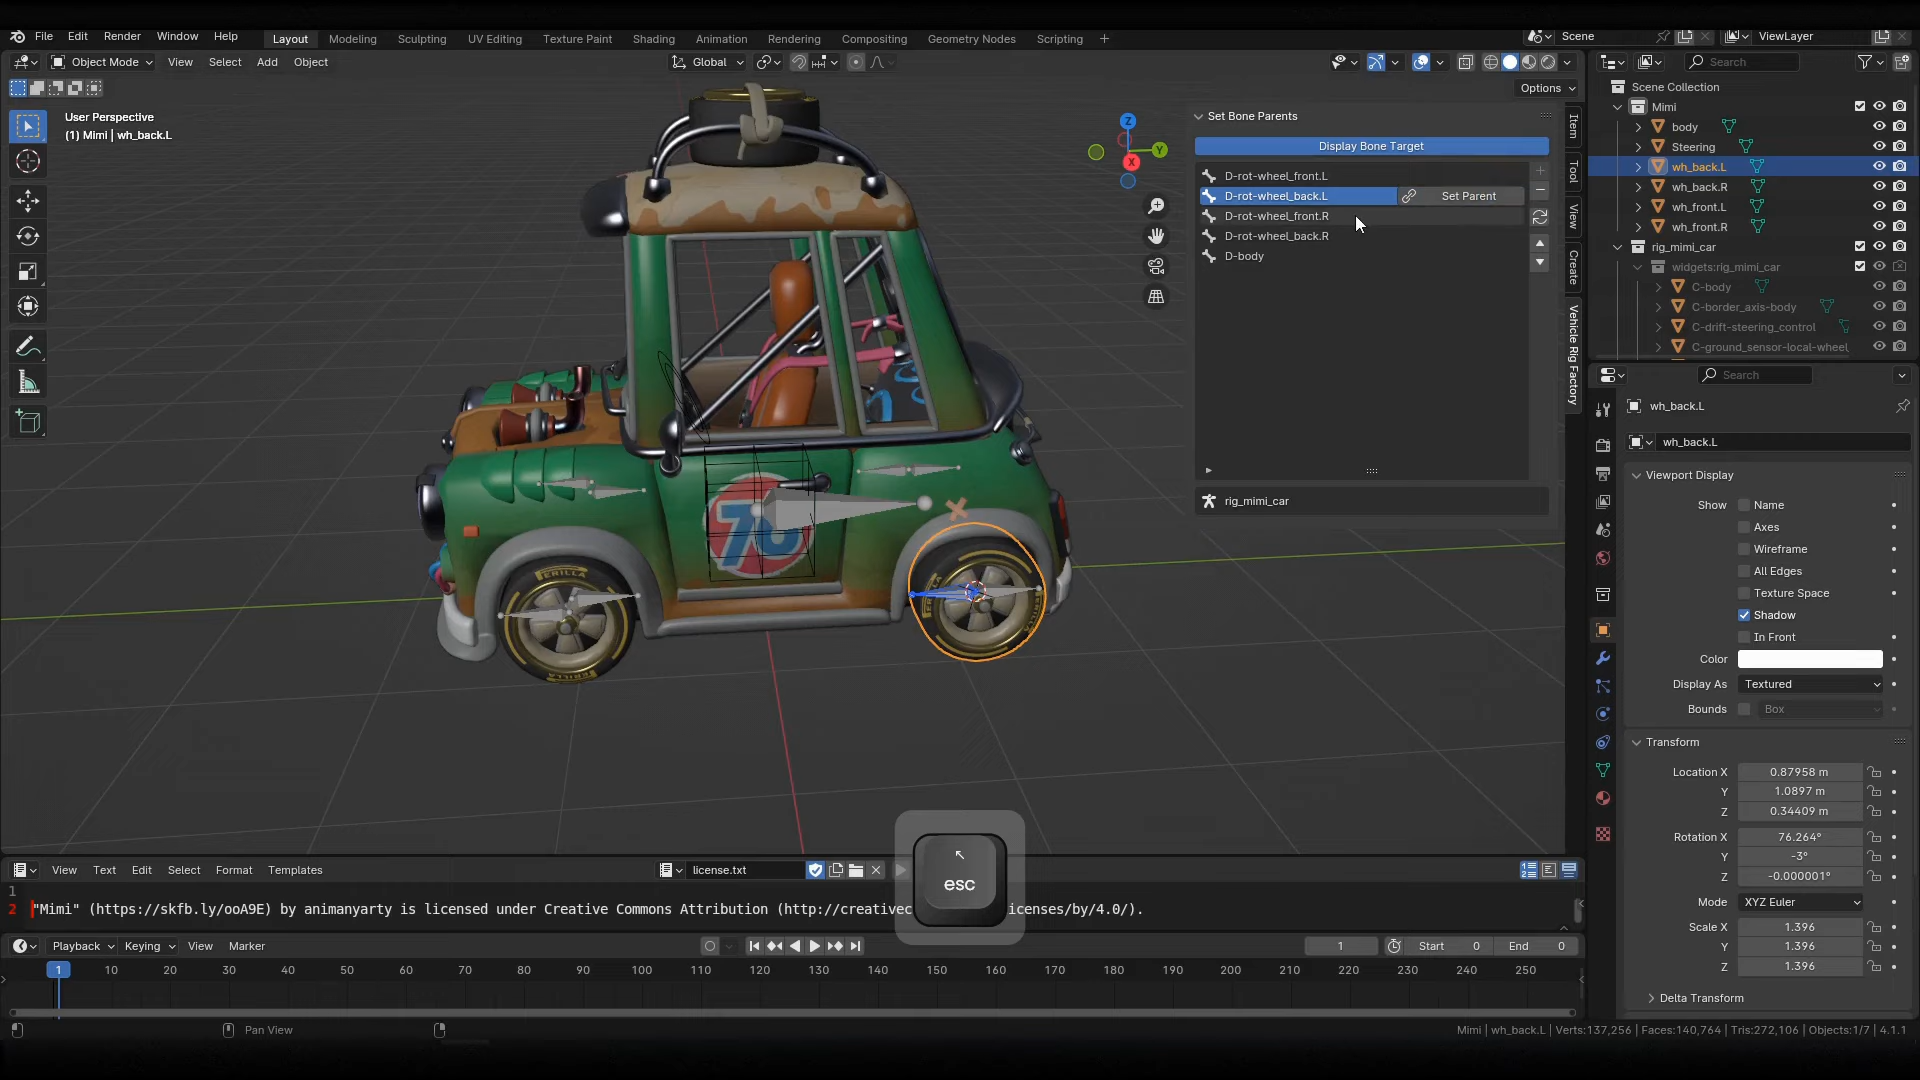 File Edit Render Window Help Layout Modeling Sculpting UV Editing Texture Paint Shading Animation Rendering Compositing Geometry Nodes Scripting + Scene ViewLayer
Object Mode View Select Add Object Global Search
Options
User Perspective
(1) Mimi | wh_back.L
Set Bone Parents
Display Bone Target
D-rot-wheel_front.L
D-rot-wheel_back.L Set Parent
D-rot-wheel_front.R
D-rot-wheel_back.R
D-body
rig_mimi_car
Item
Tool
View
Create
Vehicle Rig Factory
Z
Y
X
Scene Collection
Mimi
body
Steering
wh_back.L
wh_back.R
wh_front.L
wh_front.R
rig_mimi_car
widgets:rig_mimi_car
C-body
C-border_axis-body
C-drift-steering_control
C-ground_sensor-local-wheel
Search
wh_back.L
wh_back.L
Viewport Display
Show Name
Axes
Wireframe
All Edges
Texture Space
Shadow
In Front
Color
Display As Textured
Bounds Box
Transform
Location X 0.87958 m
Y 1.0897 m
Z 0.34409 m
Rotation X 76.264°
Y -3°
Z -0.000001°
Mode XYZ Euler
Scale X 1.396
Y 1.396
Z 1.396
Delta Transform
76
ERILLA
ERILLA
esc
View Text Edit Select Format Templates license.txt
1
2 "Mimi" (https://skfb.ly/ooA9E) by animanyarty is licensed under Creative Commons Attribution (http://creativec icenses/by/4.0/).
Playback Keying View Marker 1 Start 0 End 0
1 10 20 30 40 50 60 70 80 90 100 110 120 130 140 150 160 170 180 190 200 210 220 230 240 250
Pan View
Mimi | wh_back.L | Verts:137,256 | Faces:140,764 | Tris:272,106 | Objects:1/7 | 4.1.1